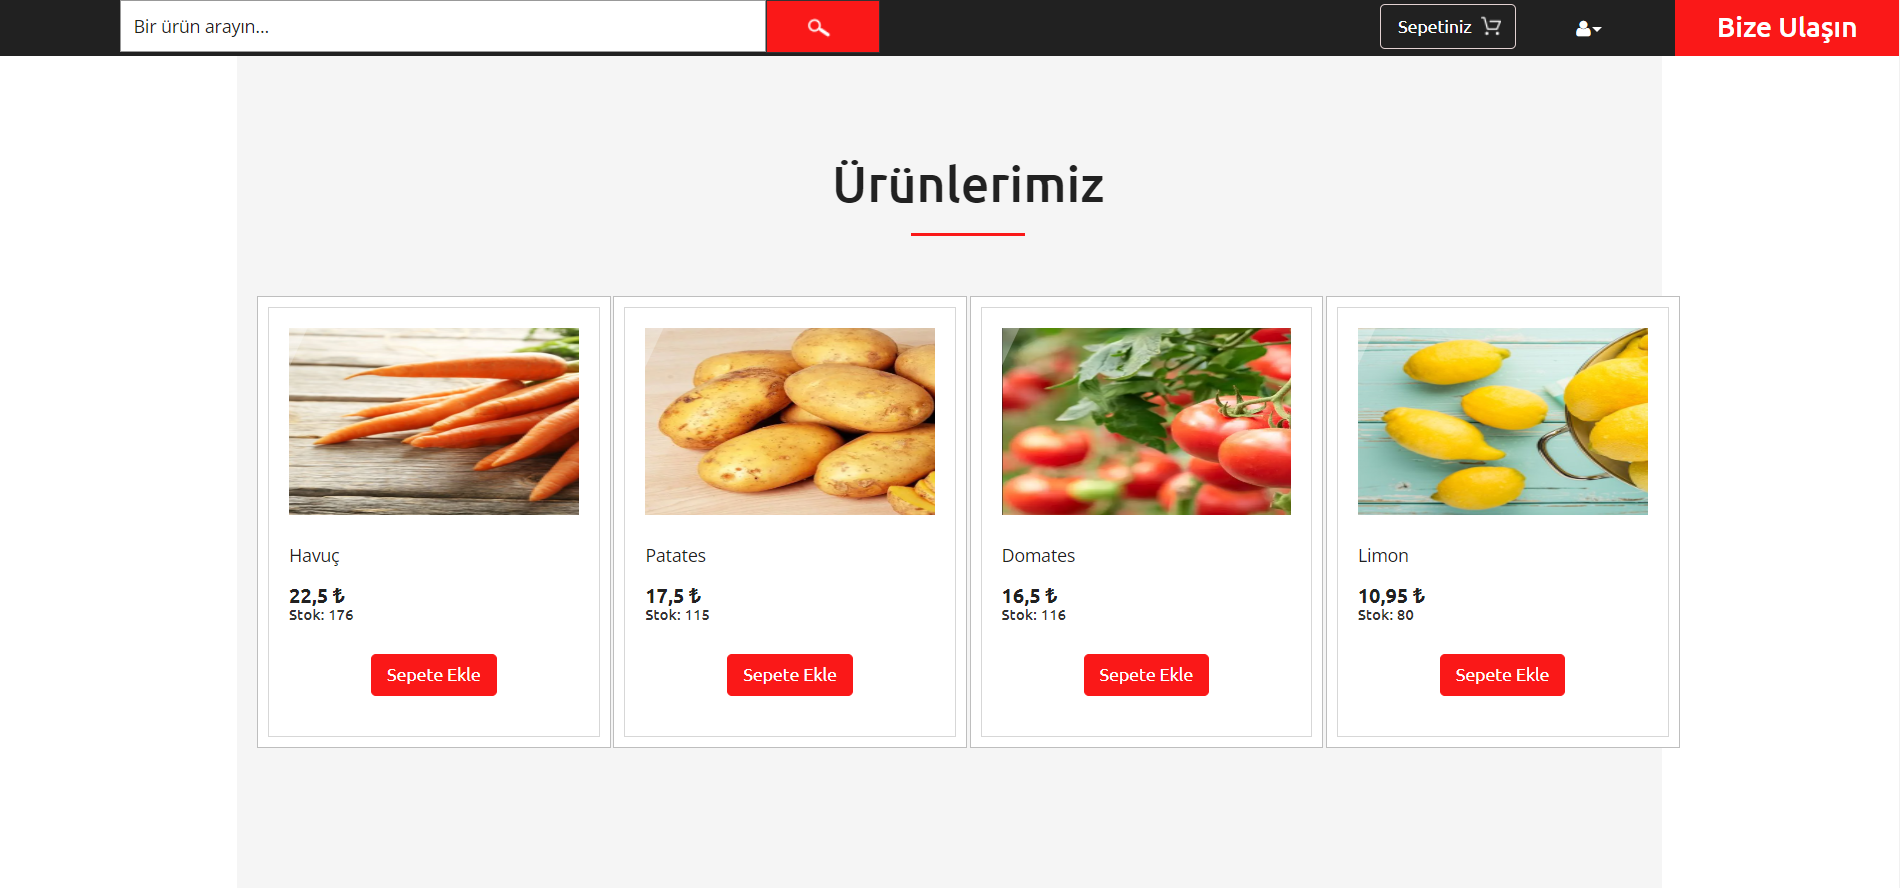 Bir ürün arayın...
Sepetiniz
Bize Ulaşın
Ürünlerimiz
Havuç
22,5 ₺
Stok: 176
Sepete Ekle
Patates
17,5 ₺
Stok: 115
Sepete Ekle
Domates
16,5 ₺
Stok: 116
Sepete Ekle
Limon
10,95 ₺
Stok: 80
Sepete Ekle